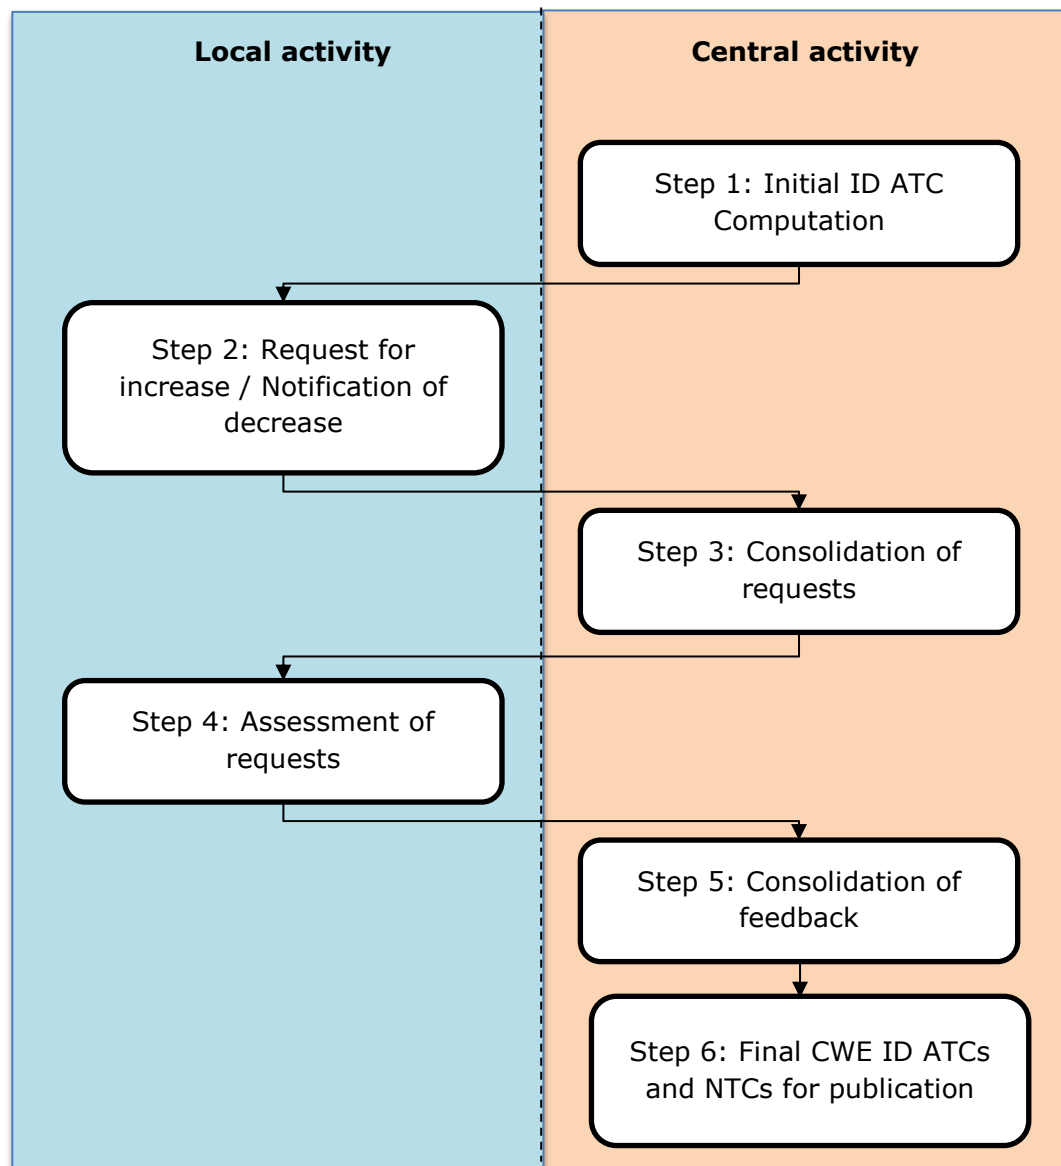 Local activity
Central activity
Step 1: Initial ID ATC
Computation
Step 2: Request for
increase / Notification of
decrease
Step 3: Consolidation of
requests
Step 4: Assessment of
requests
Step 5: Consolidation of
feedback
Step 6: Final CWE ID ATCs
and NTCs for publication